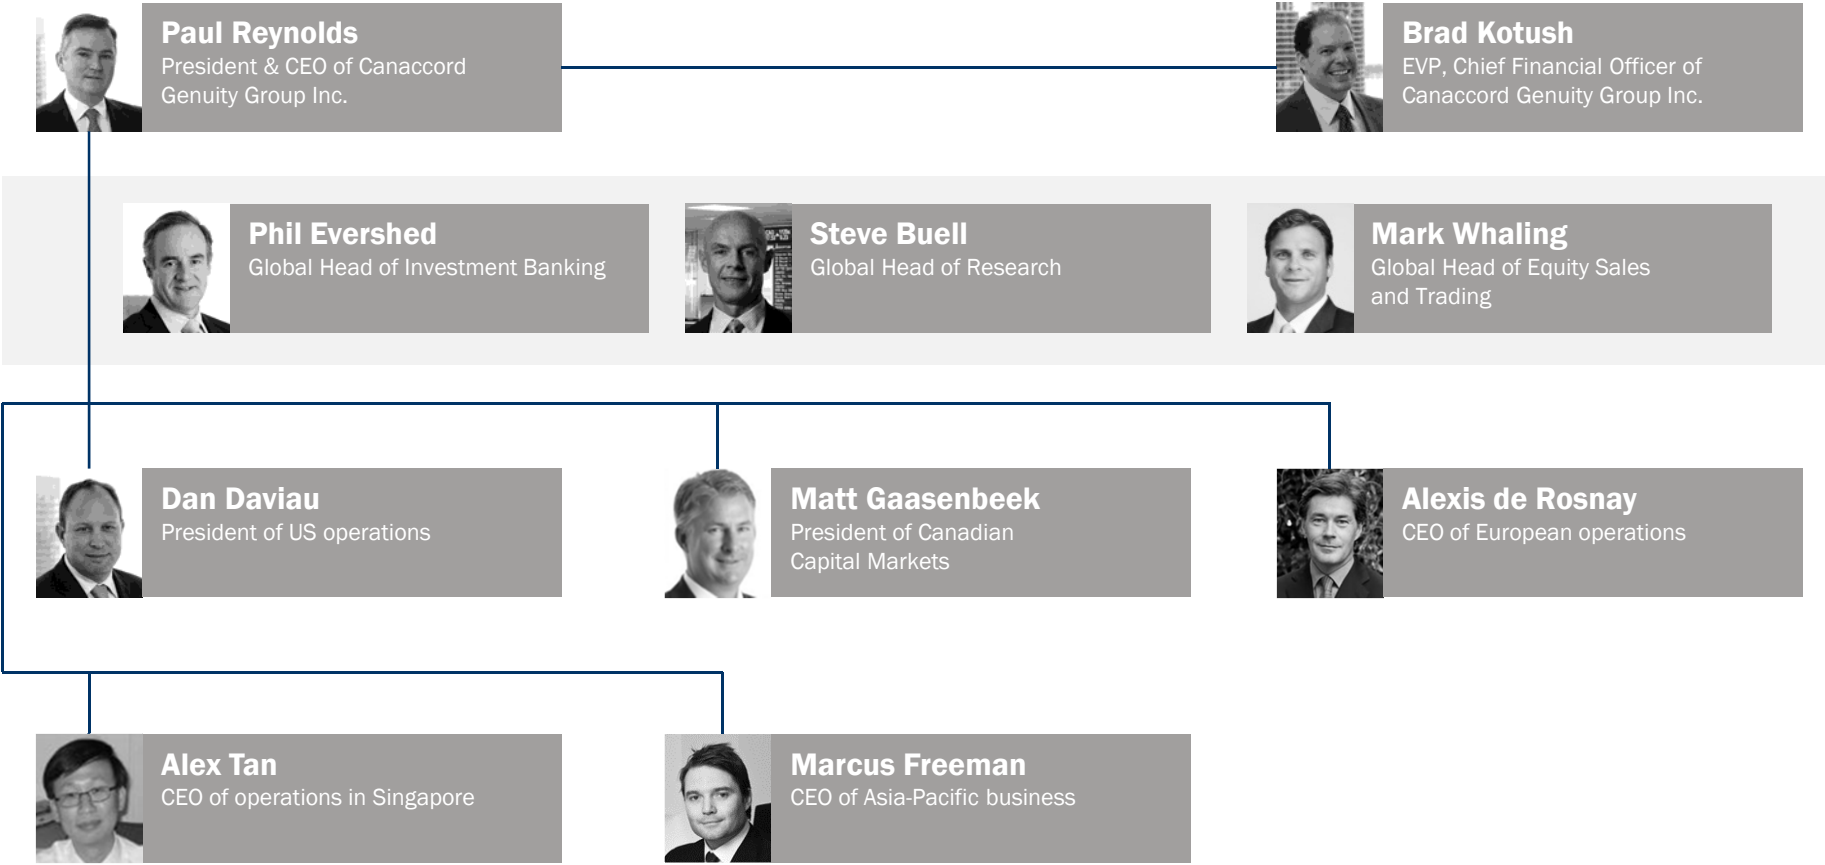 Paul Reynolds
President & CEO of Canaccord
Genuity Group Inc.
Brad Kotush
EVP, Chief Financial Officer of
Canaccord Genuity Group Inc.
Phil Evershed
Global Head of Investment Banking
Steve Buell
Global Head of Research
Mark Whaling
Global Head of Equity Sales
and Trading
Dan Daviau
President of US operations
Matt Gaasenbeek
President of Canadian
Capital Markets
Alexis de Rosnay
CEO of European operations
Alex Tan
CEO of operations in Singapore
Marcus Freeman
CEO of Asia-Pacific business